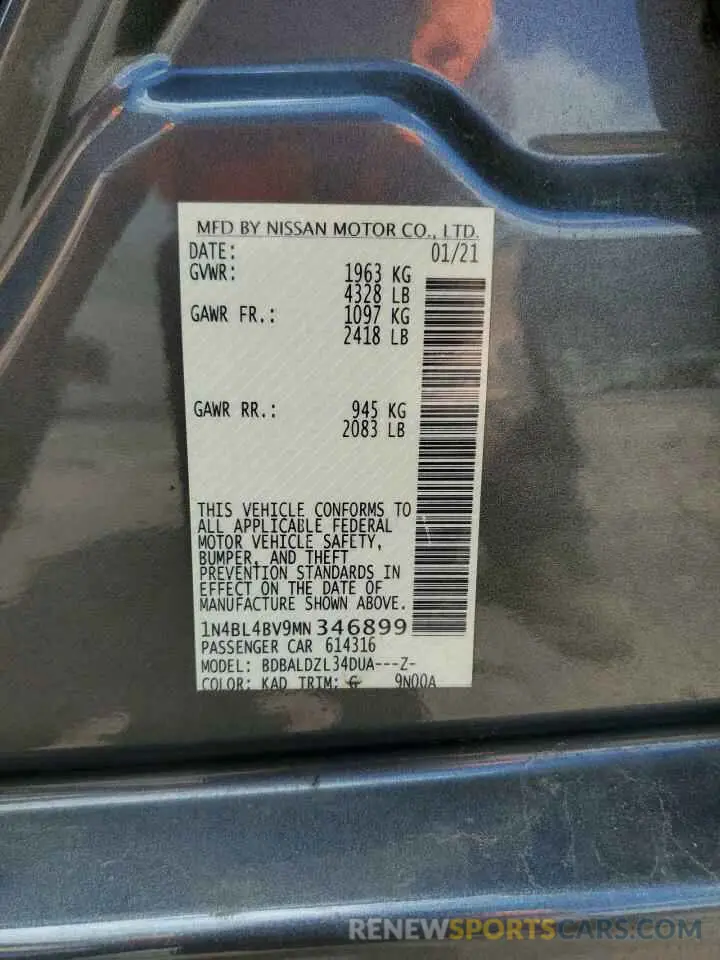 MFD BY NISSAN MOTOR CO., LTD.
DATE: 01/21
GVWR: 1963 KG
4328 LB
GAWR FR.: 1097 KG
2418 LB
GAWR RR.: 945 KG
2083 LB
THIS VEHICLE CONFORMS TO
ALL APPLICABLE FEDERAL
MOTOR VEHICLE SAFETY,
BUMPER, AND THEFT
PREVENTION STANDARDS IN
EFFECT ON THE DATE OF
MANUFACTURE SHOWN ABOVE.
1N4BL4BV9MN346899
PASSENGER CAR 614316
MODEL: BDBALDZL34DUA---Z-
COLOR: KAD TRIM: G 9N00A
RENEWSPORTSCARS.COM